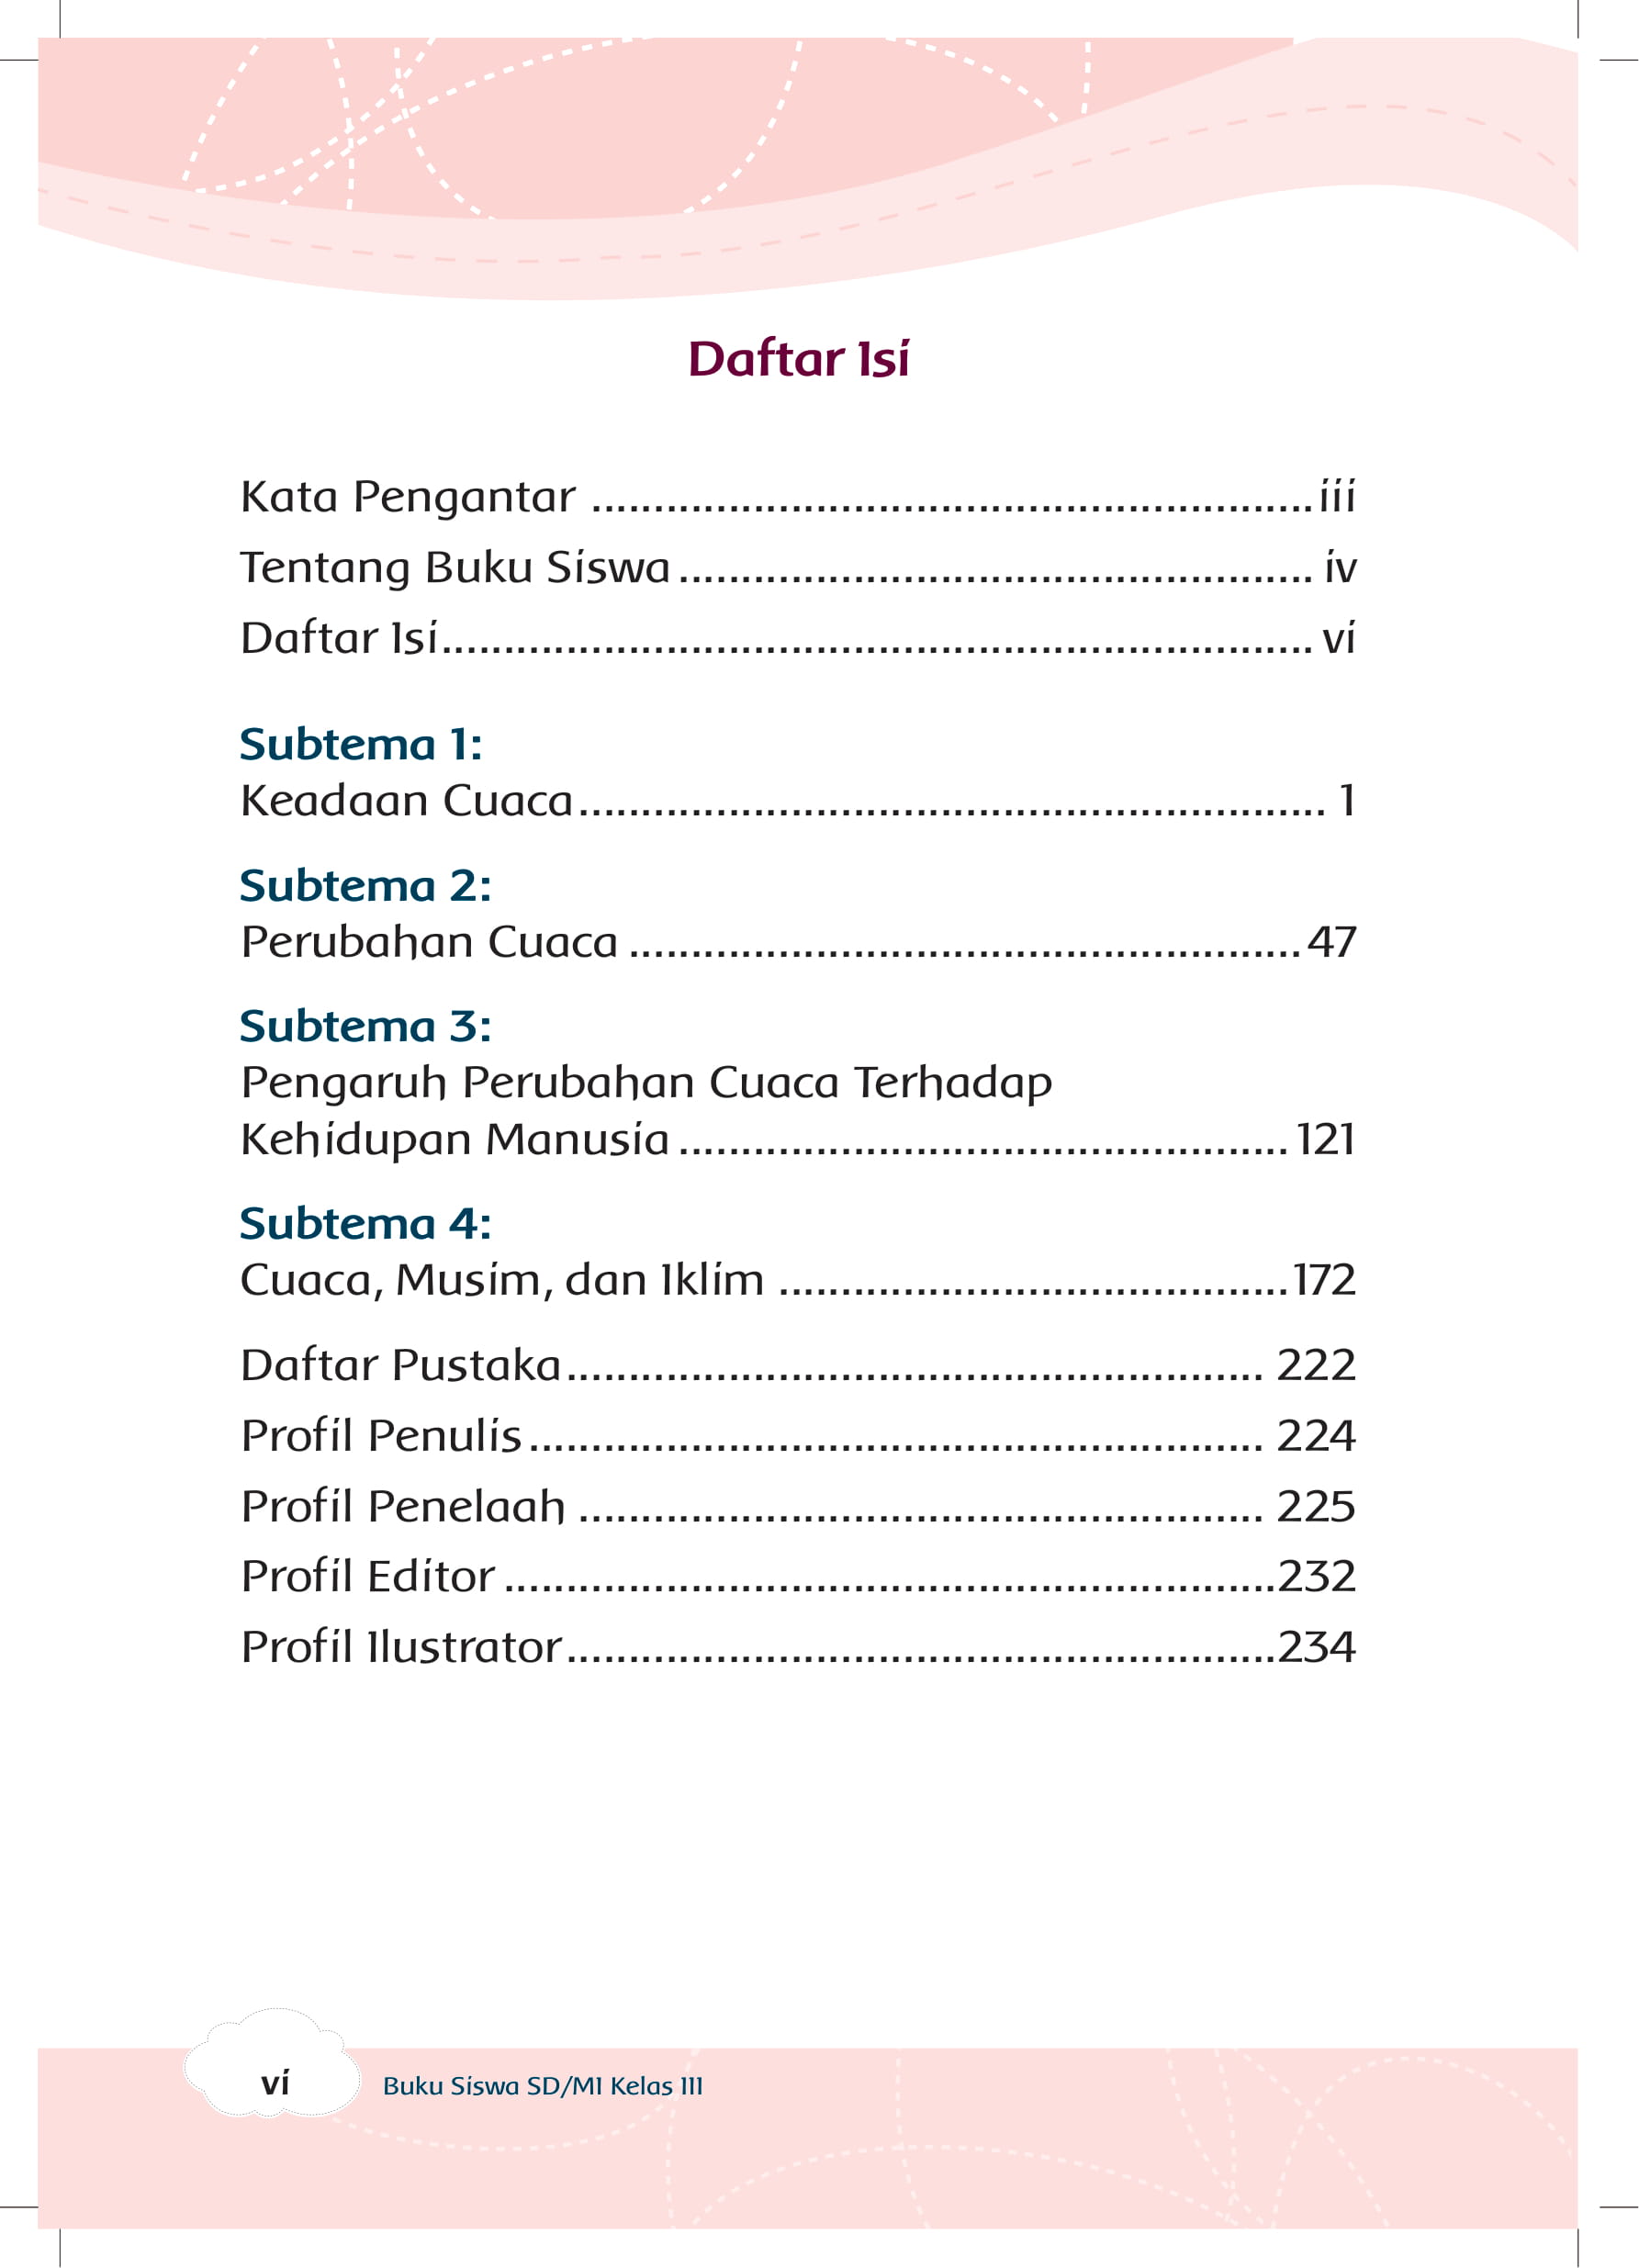 Daftar Isi
Kata Pengantar ..........................................................iii
Tentang Buku Siswa................................................... iv
Daftar Isi...................................................................... vi
Subtema 1:
Keadaan Cuaca............................................................ 1
Subtema 2:
Perubahan Cuaca ......................................................47
Subtema 3:
Pengaruh Perubahan Cuaca Terhadap
Kehidupan Manusia ................................................. 121
Subtema 4:
Cuaca, Musim, dan Iklim .........................................172
Daftar Pustaka........................................................ 222
Profil Penulis........................................................... 224
Profil Penelaah ....................................................... 225
Profil Editor ..............................................................232
Profil Ilustrator.........................................................234
vi
Buku Siswa SD/MI Kelas III